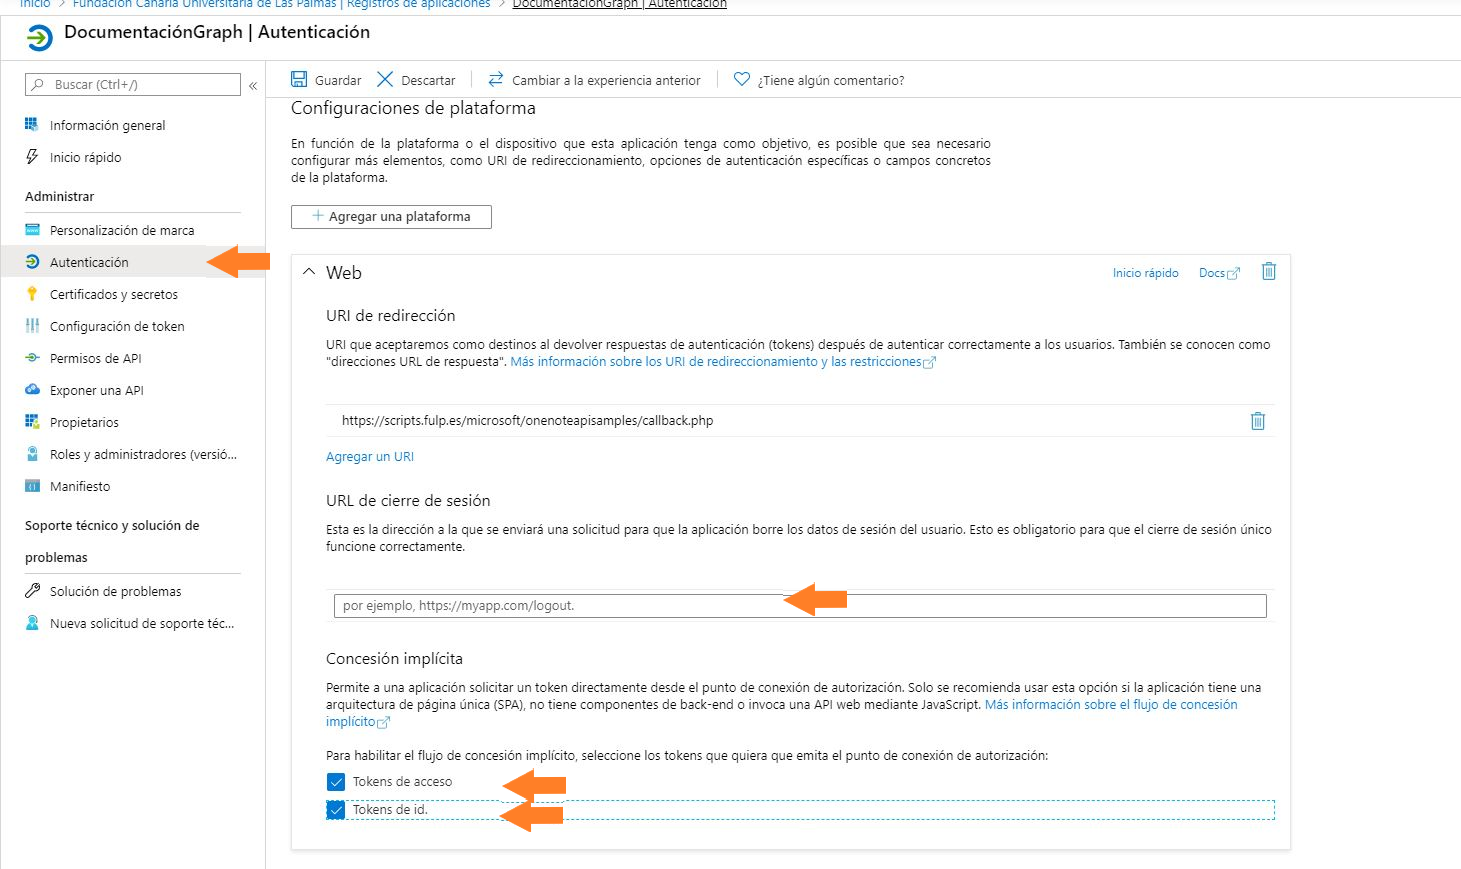 Inicio > Fundación Canaria Universitaria de Las Palmas | Registros de aplicaciones > DocumentaciónGraph | Autenticación
DocumentaciónGraph | Autenticación
Buscar (Ctrl+/)
«
Información general
Inicio rápido
Administrar
Personalización de marca
Autenticación
Certificados y secretos
Configuración de token
Permisos de API
Exponer una API
Propietarios
Roles y administradores (versió...
Manifiesto
Soporte técnico y solución de
problemas
Solución de problemas
Nueva solicitud de soporte téc...
Guardar
Descartar
Cambiar a la experiencia anterior
¿Tiene algún comentario?
Configuraciones de plataforma
En función de la plataforma o el dispositivo que esta aplicación tenga como objetivo, es posible que sea necesario
configurar más elementos, como URI de redireccionamiento, opciones de autenticación específicas o campos concretos
de la plataforma.
+ Agregar una plataforma
Web
Inicio rápido
Docs
URI de redirección
URI que aceptaremos como destinos al devolver respuestas de autenticación (tokens) después de autenticar correctamente a los usuarios. También se conocen como
"direcciones URL de respuesta". Más información sobre los URI de redireccionamiento y las restricciones
https://scripts.fulp.es/microsoft/onenoteapisamples/callback.php
Agregar un URI
URL de cierre de sesión
Esta es la dirección a la que se enviará una solicitud para que la aplicación borre los datos de sesión del usuario. Esto es obligatorio para que el cierre de sesión único
funcione correctamente.
por ejemplo, https://myapp.com/logout.
Concesión implícita
Permite a una aplicación solicitar un token directamente desde el punto de conexión de autorización. Solo se recomienda usar esta opción si la aplicación tiene una
arquitectura de página única (SPA), no tiene componentes de back-end o invoca una API web mediante JavaScript. Más información sobre el flujo de concesión
implícito
Para habilitar el flujo de concesión implícito, seleccione los tokens que quiera que emita el punto de conexión de autorización:
Tokens de acceso
Tokens de id.